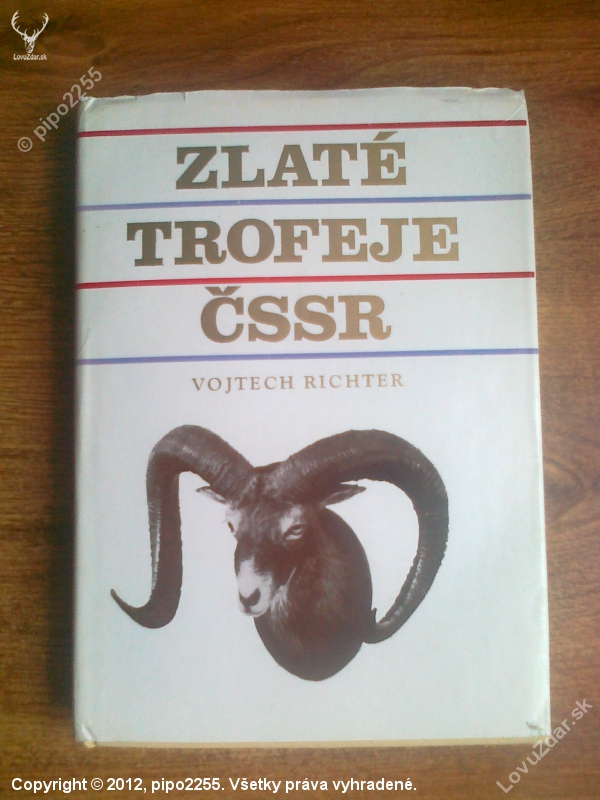 LovuZdar.sk
© pipo2255
ZLATÉ
TROFEJE
ČSSR
VOJTECH RICHTER
LovuZdar.sk
Copyright © 2012, pipo2255. Všetky práva vyhradené.